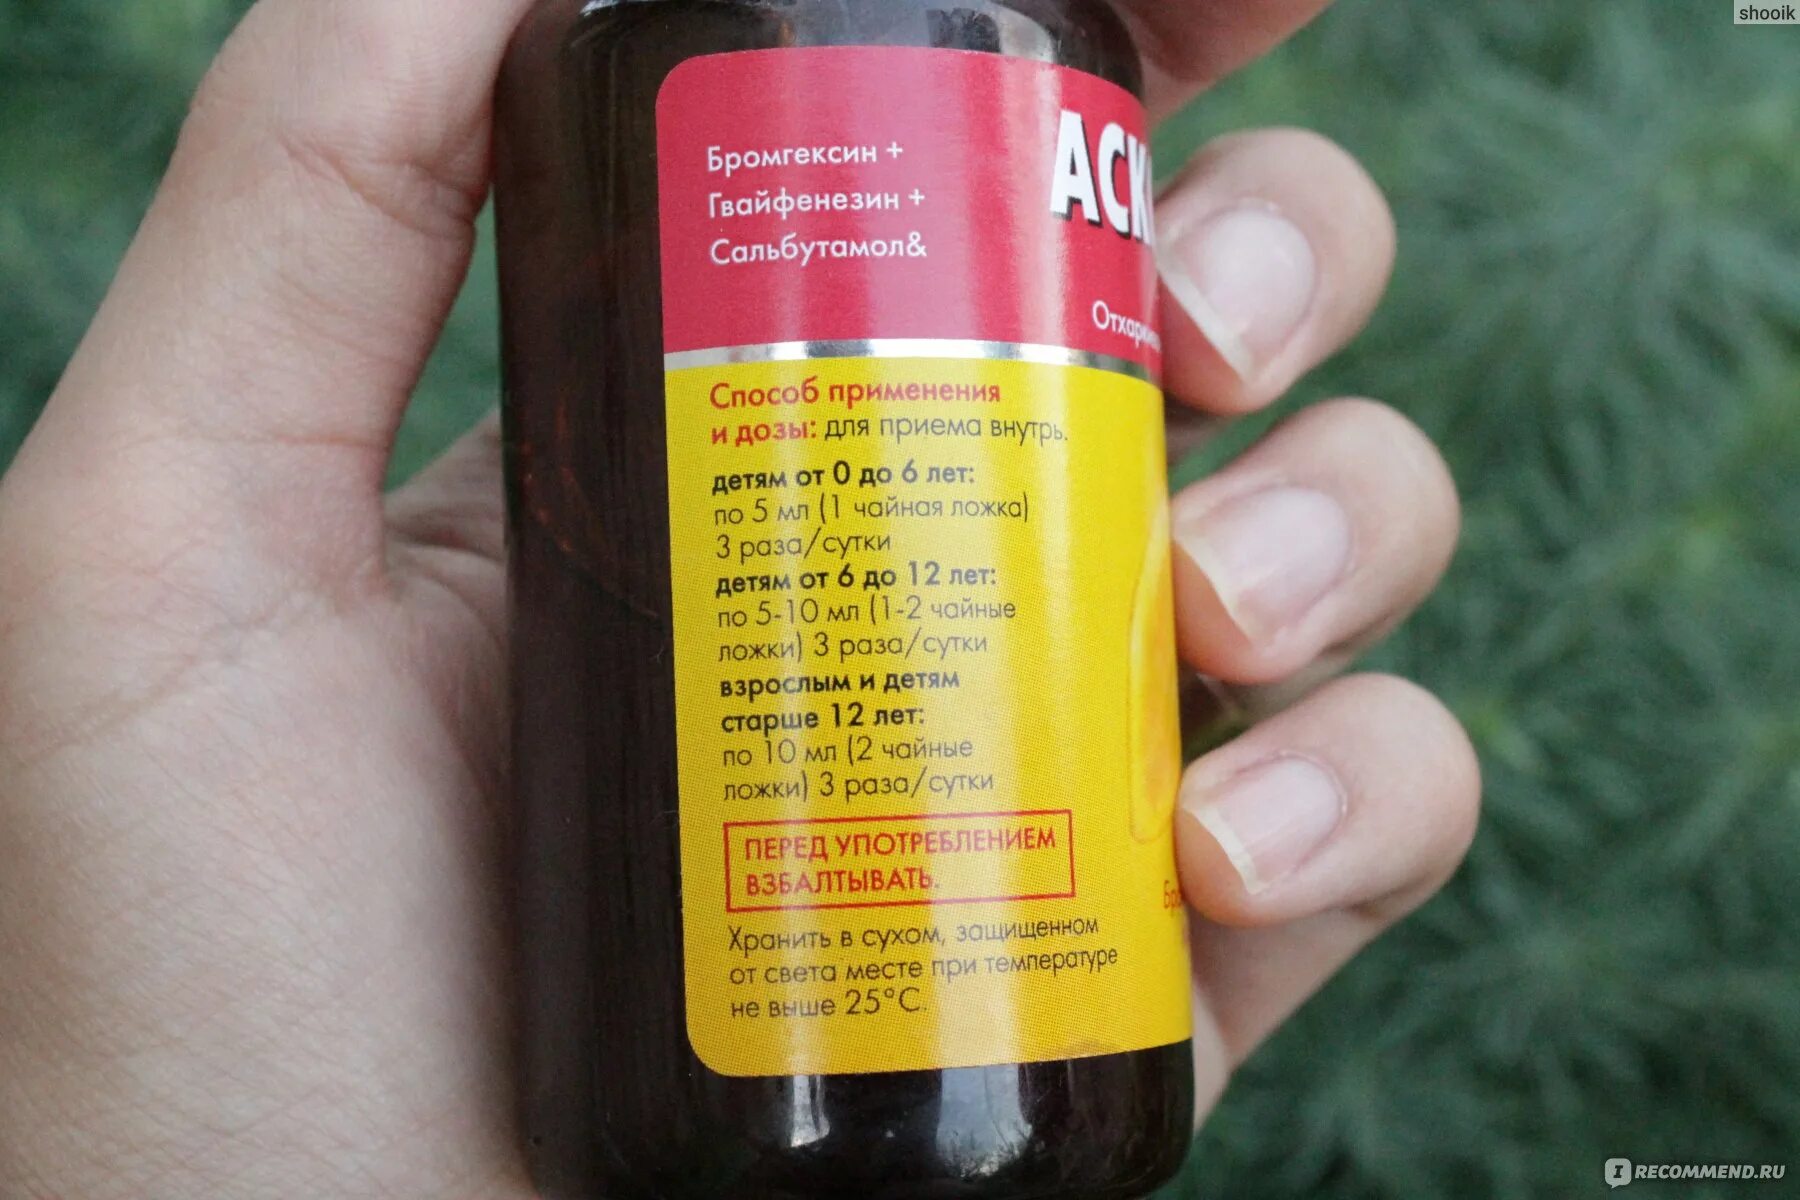 shooik
Бромгексин +
Гвайфенезин +
Сальбутамол&
АСК
Способ применения
и дозы: для приема внутрь.
детям от 0 до 6 лет:
по 5 мл (1 чайная ложка)
3 раза/сутки
детям от 6 до 12 лет:
по 5-10 мл (1-2 чайные
ложки) 3 раза/сутки
взрослым и детям
старше 12 лет:
по 10 мл (2 чайные
ложки) 3 раза/сутки
ПЕРЕД УПОТРЕБЛЕНИЕМ
ВЗБАЛТЫВАТЬ.
Хранить в сухом, защищенном
от света месте при температуре
не выше 25°С.
IRECOMMEND.RU